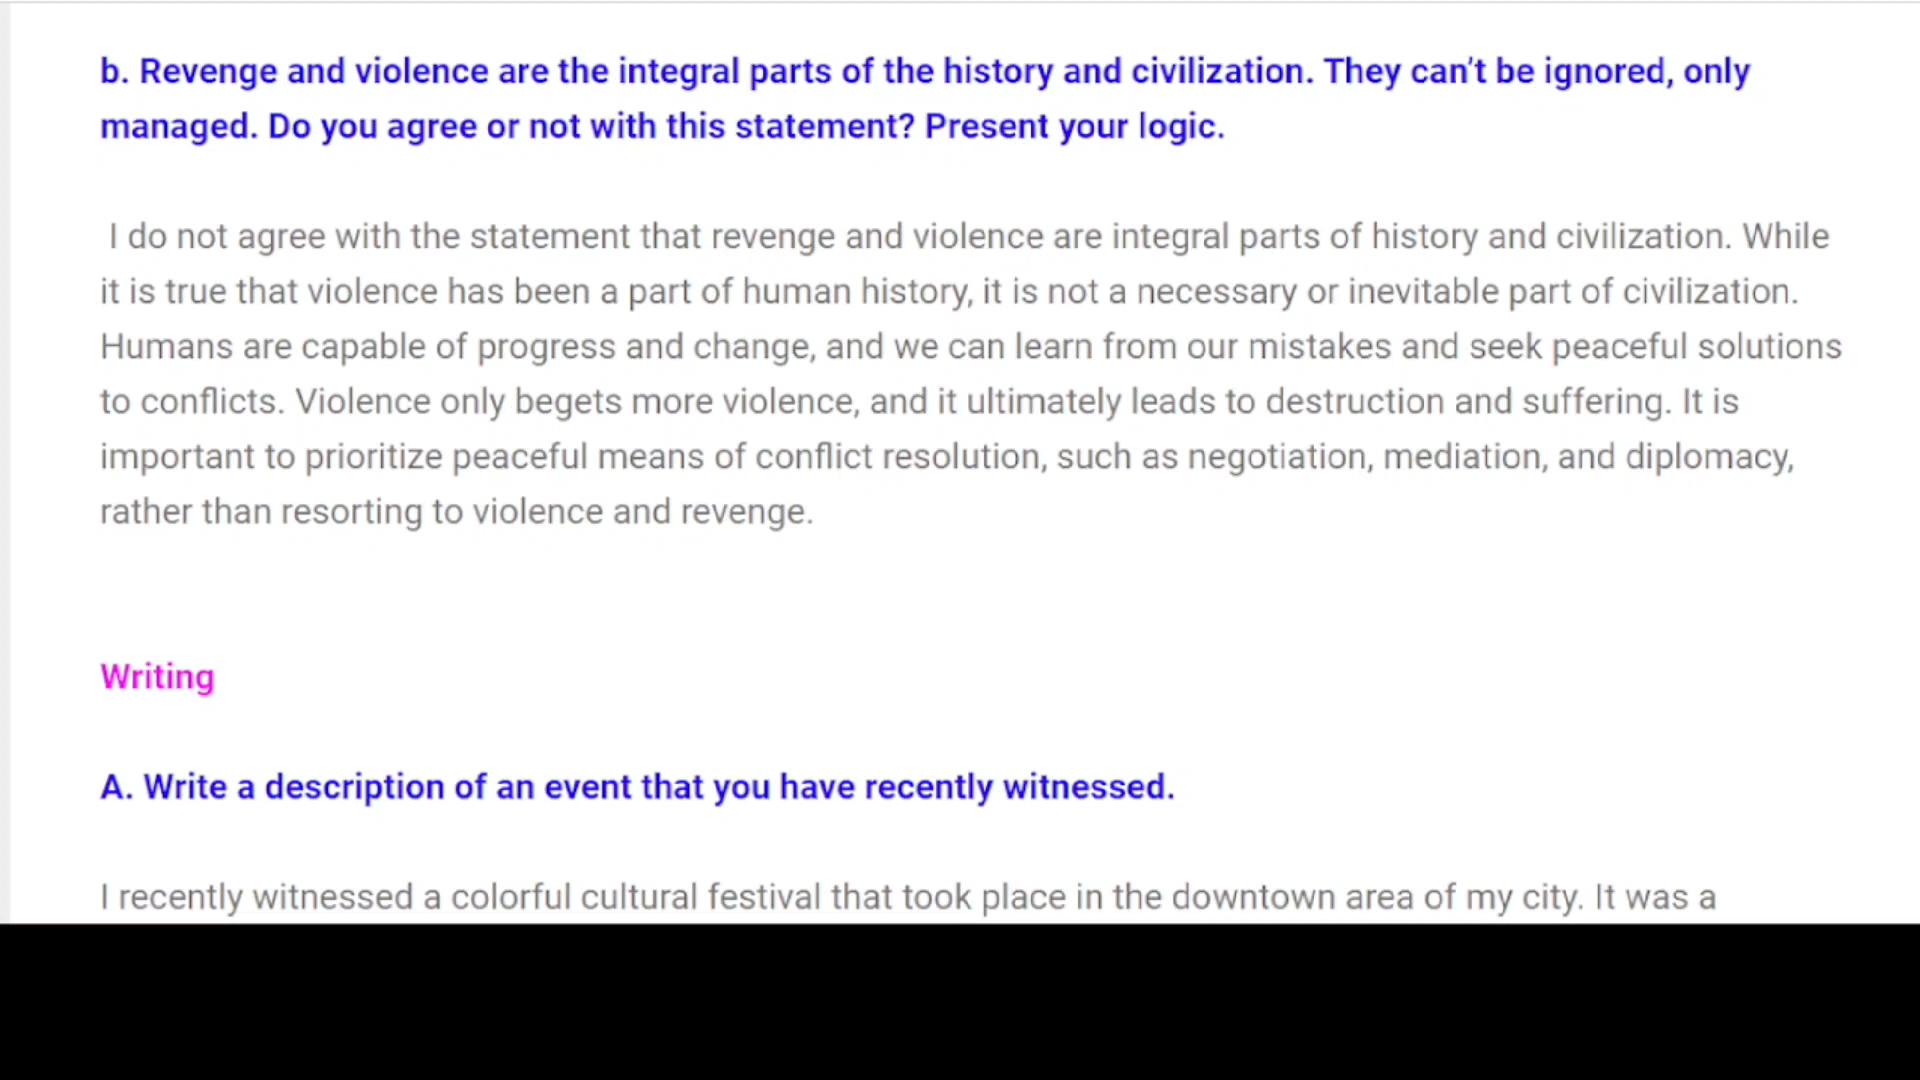 b. Revenge and violence are the integral parts of the history and civilization. They can't be ignored, only
managed. Do you agree or not with this statement? Present your logic.
I do not agree with the statement that revenge and violence are integral parts of history and civilization. While
it is true that violence has been a part of human history, it is not a necessary or inevitable part of civilization.
Humans are capable of progress and change, and we can learn from our mistakes and seek peaceful solutions
to conflicts. Violence only begets more violence, and it ultimately leads to destruction and suffering. It is
important to prioritize peaceful means of conflict resolution, such as negotiation, mediation, and diplomacy,
rather than resorting to violence and revenge.
Writing
A. Write a description of an event that you have recently witnessed.
I recently witnessed a colorful cultural festival that took place in the downtown area of my city. It was a